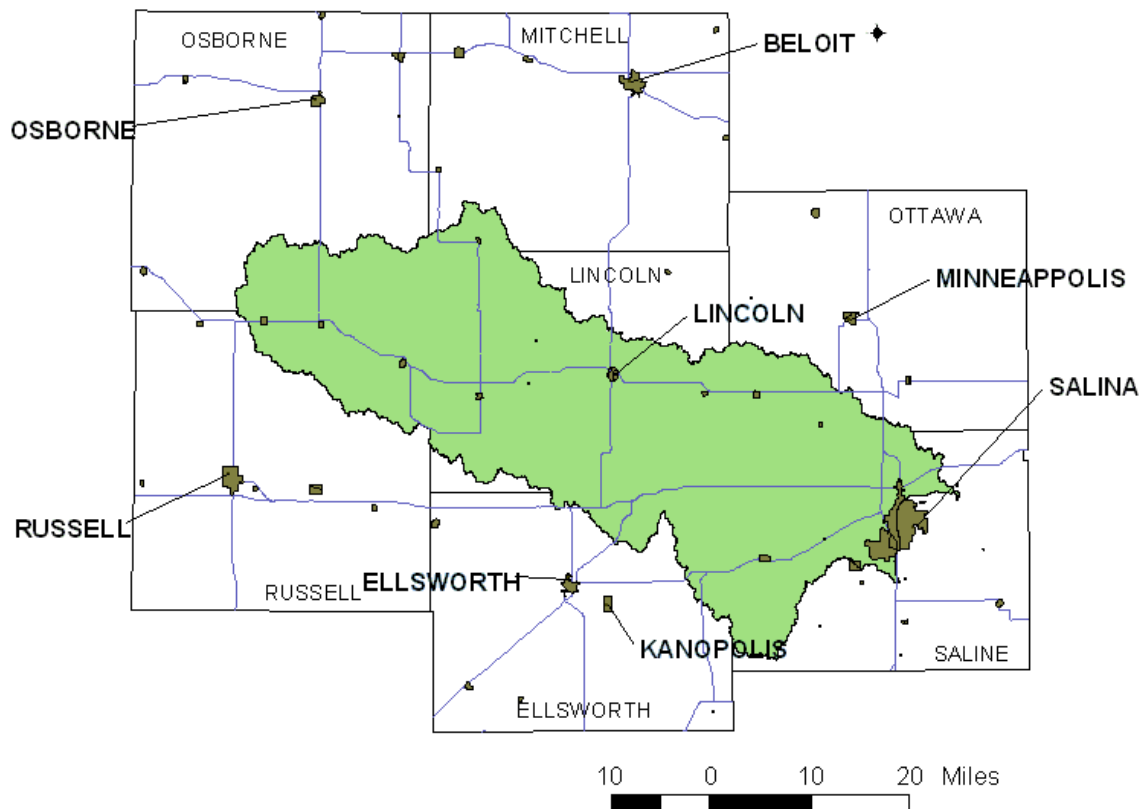 OSBORNE
MITCHELL
BELOIT
OSBORNE
OTTAWA
LINCOLN
MINNEAPPOLIS
LINCOLN
SALINA
RUSSELL
ELLSWORTH
RUSSELL
KANOPOLIS
SALINE
ELLSWORTH
10 0 10 20 Miles